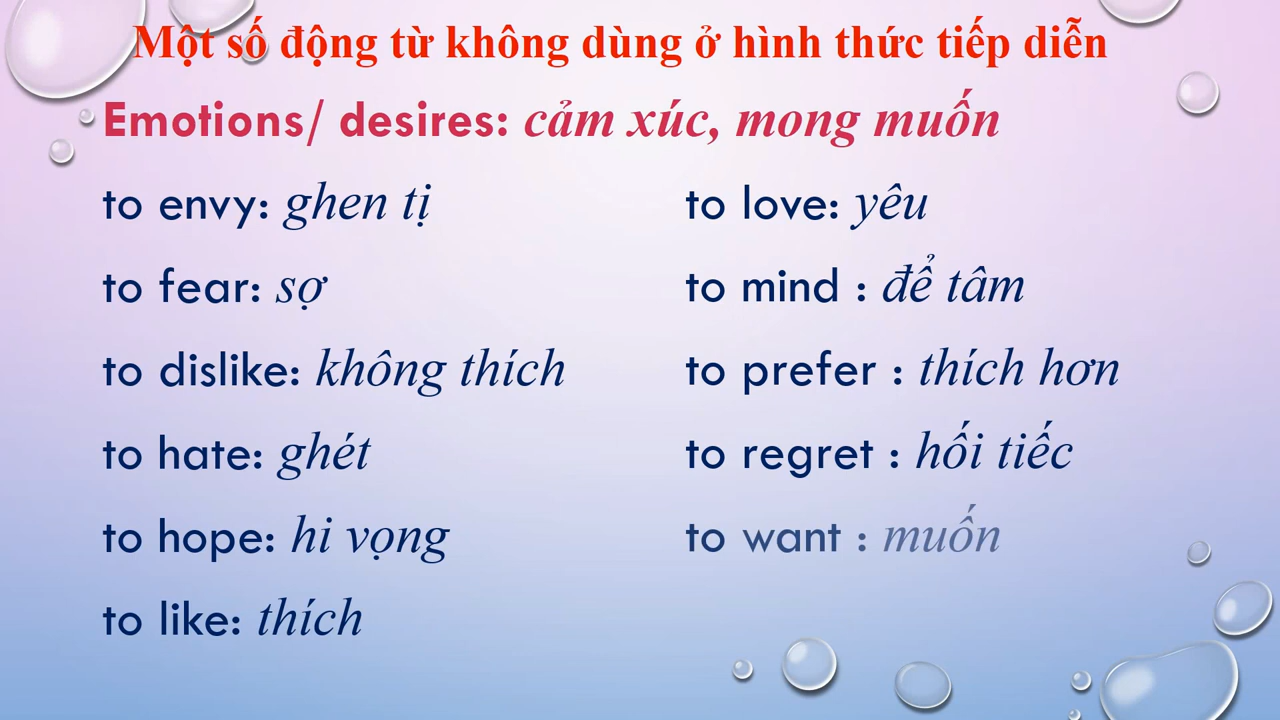 Một số động từ không dùng ở hình thức tiếp diễn
Emotions/ desires: cảm xúc, mong muốn
to envy: ghen tị
to fear: sợ
to dislike: không thích
to hate: ghét
to hope: hi vọng
to like: thích
to love: yêu
to mind : để tâm
to prefer : thích hơn
to regret : hối tiếc
to want : muốn